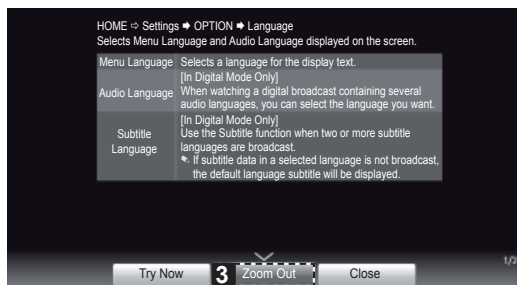 HOME ⇨ Settings ➡ OPTION ➡ Language
Selects Menu Language and Audio Language displayed on the screen.
Menu Language Selects a language for the display text.
Audio Language
[In Digital Mode Only]
When watching a digital broadcast containing several
audio languages, you can select the language you want.
Subtitle
Language
[In Digital Mode Only]
Use the Subtitle function when two or more subtitle
languages are broadcast.
If subtitle data in a selected language is not broadcast,
the default language subtitle will be displayed.
Try Now
3
Zoom Out
Close